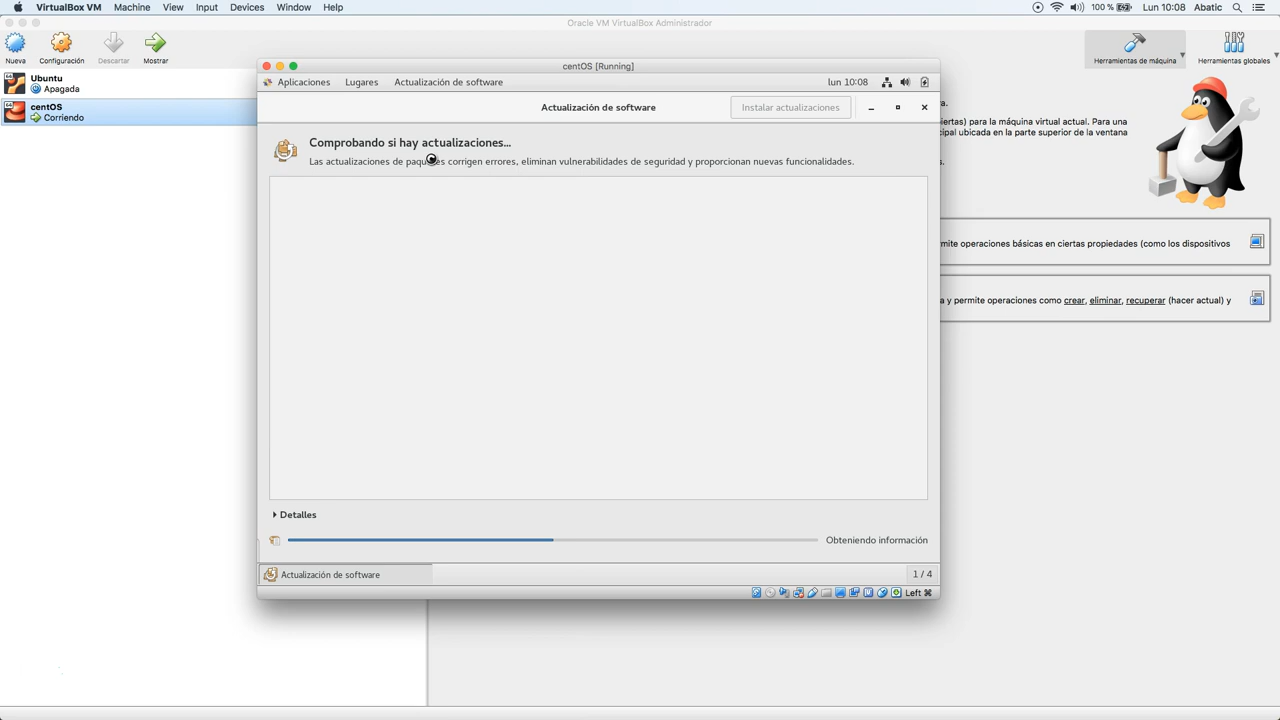 VirtualBox VM Machine View Input Devices Window Help 100 % Lun 10:08 Abatic
Oracle VM VirtualBox Administrador
Nueva Configuración Descartar Mostrar Herramientas de máquina Herramientas globales
Ubuntu
Apagada
centOS
Corriendo
centOS [Running]
Aplicaciones Lugares Actualización de software lun 10:08
Actualización de software Instalar actualizaciones
Comprobando si hay actualizaciones...
Las actualizaciones de paquetes corrigen errores, eliminan vulnerabilidades de seguridad y proporcionan nuevas funcionalidades.
Detalles
Obteniendo información
Actualización de software 1 / 4
Left ⌘
iertas) para la máquina virtual actual. Para una
cipal ubicada en la parte superior de la ventana
mite operaciones básicas en ciertas propiedades (como los dispositivos
a y permite operaciones como crear, eliminar, recuperar (hacer actual) y